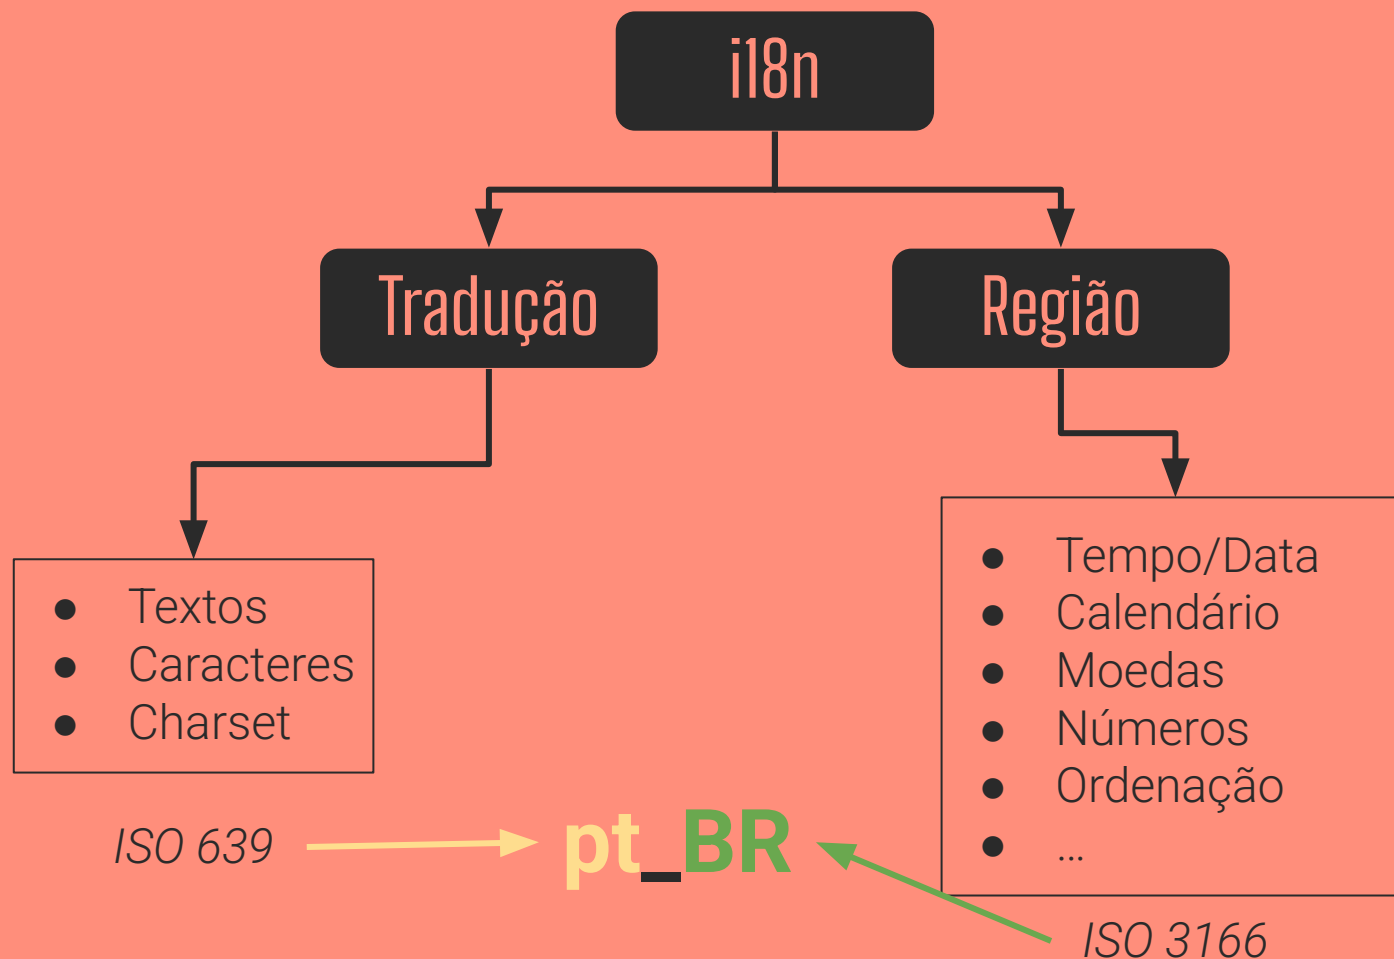 i18n
Tradução
Região
● Textos
● Caracteres
● Charset
● Tempo/Data
● Calendário
● Moedas
● Números
● Ordenação
● ...
ISO 639
pt_BR
ISO 3166